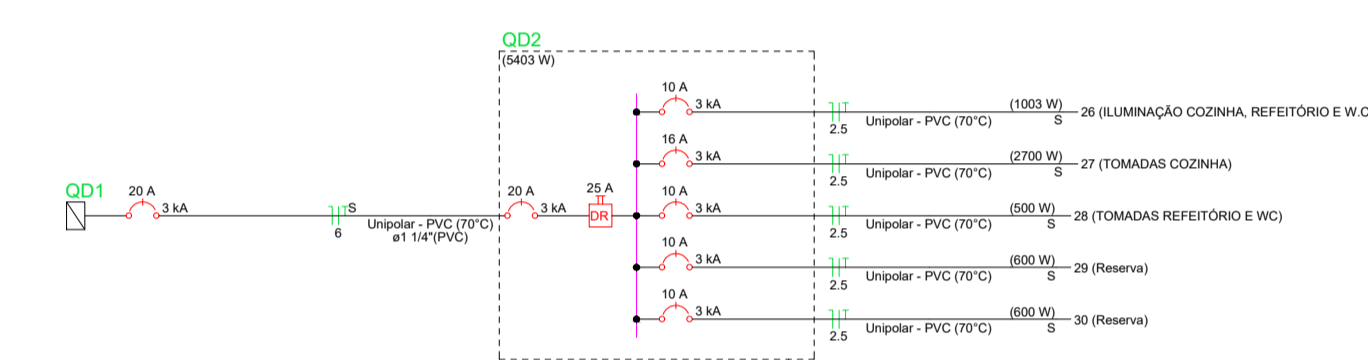 QD2
(5403 W)
10 A
3 kA
2.5
Unipolar - PVC (70°C)
(1003 W)
S
26 (ILUMINAÇÃO COZINHA, REFEITÓRIO E W.C
16 A
3 kA
2.5
Unipolar - PVC (70°C)
(2700 W)
S
27 (TOMADAS COZINHA)
QD1
20 A
3 kA
S
6
Unipolar - PVC (70°C)
ø1 1/4"(PVC)
20 A
3 kA
25 A
DR
10 A
3 kA
2.5
Unipolar - PVC (70°C)
(500 W)
S
28 (TOMADAS REFEITÓRIO E WC)
10 A
3 kA
2.5
Unipolar - PVC (70°C)
(600 W)
S
29 (Reserva)
10 A
3 kA
2.5
Unipolar - PVC (70°C)
(600 W)
S
30 (Reserva)